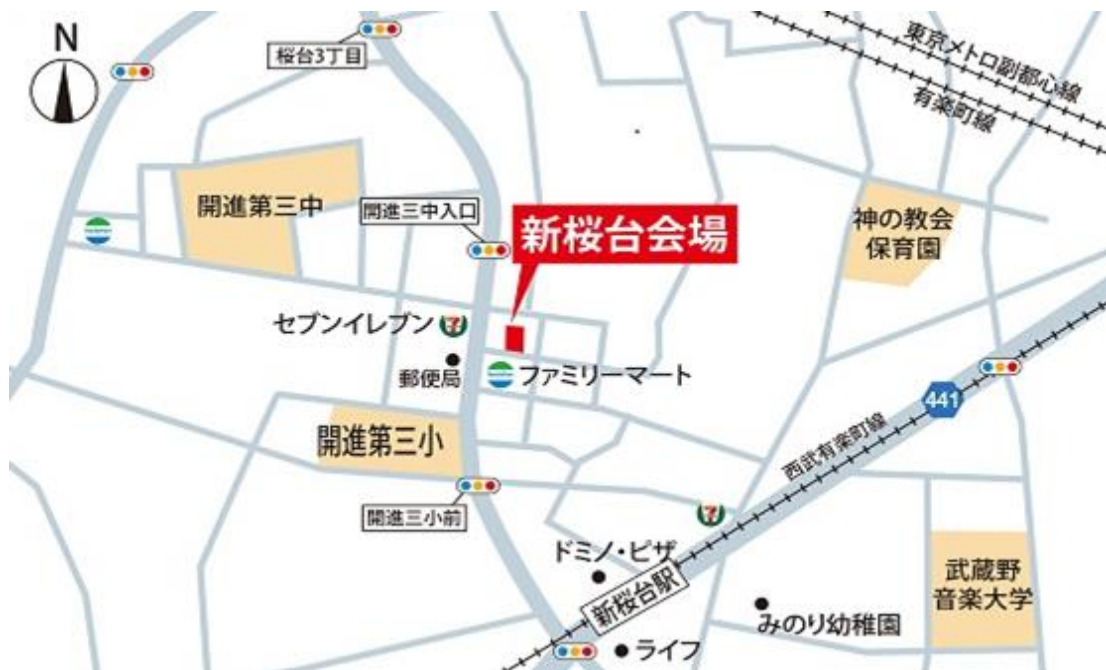 N
桜台3丁目
東京メトロ副都心線
有楽町線
開進第三中
開進三中入口
新桜台会場
神の教会
保育園
セブンイレブン
7
郵便局
ファミリーマート
441
開進第三小
西武有楽町線
開進三小前
7
ドミノ・ピザ
新桜台駅
武蔵野
音楽大学
みのり幼稚園
ライフ